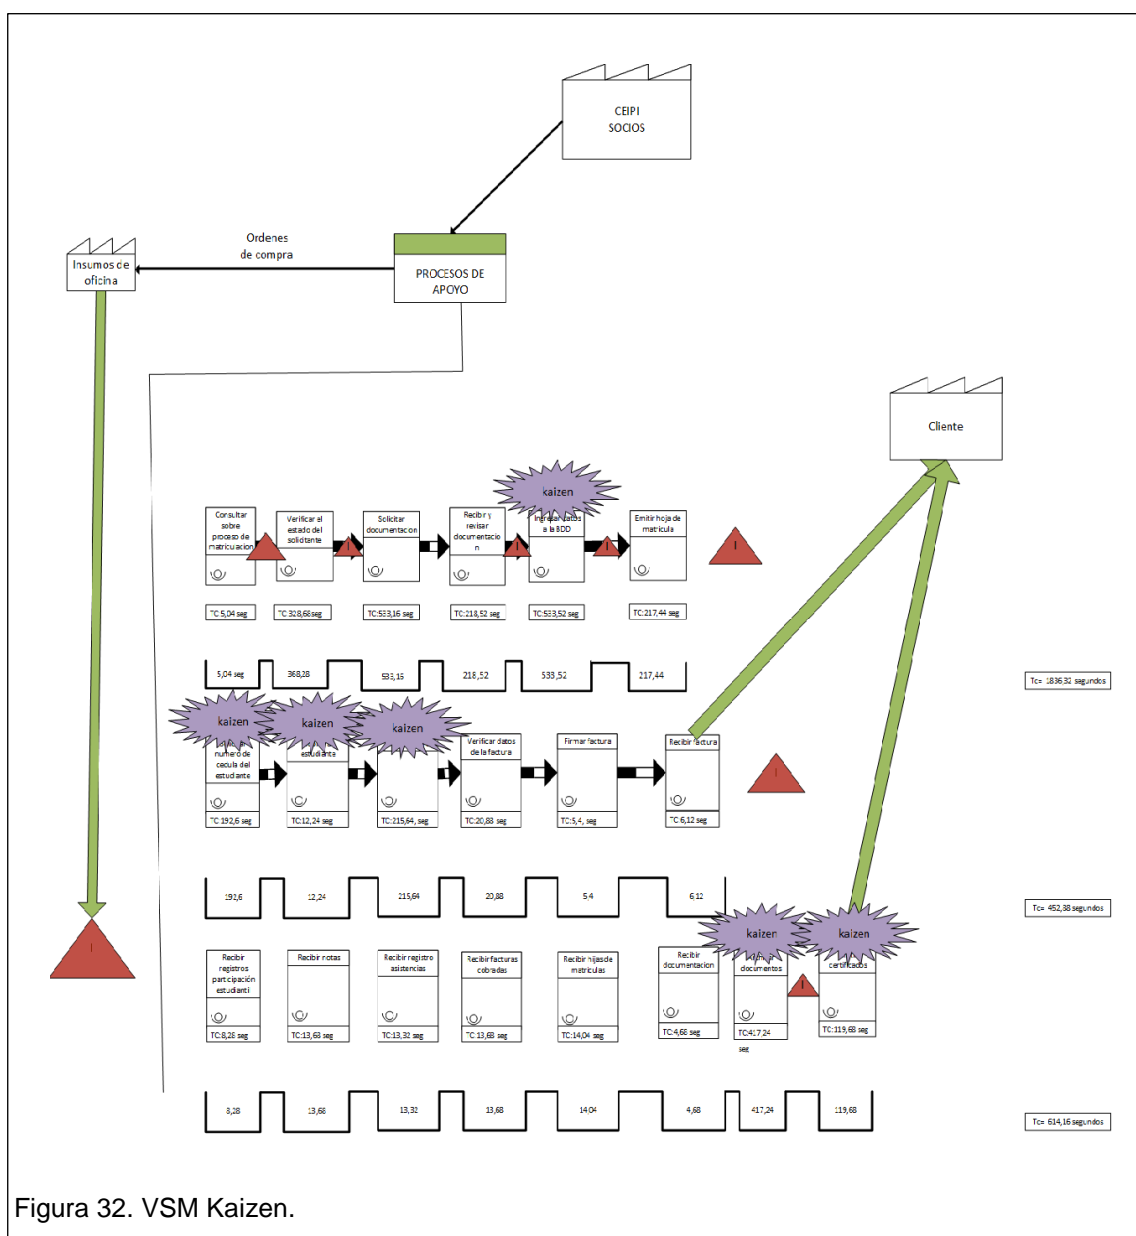 CEIPI
SOCIOS
Ordenes
de compra
Insumos de
oficina
PROCESOS DE
APOYO
Cliente
kaizen
Consultar
sobre
proceso de
matriculacion
Verificar el
estado del
solicitante
Solicitar
documentacion
Recibir y
revisar
documentacio
n
Ingresar datos
a la BDD
Emitir hoja de
matricula
I
I
I
I
TC:5,04 seg
TC:328,68seg
TC:533,16 seg
TC:218,52 seg
TC:533,52 seg
TC:217,44 seg
5,04 seg
368,28
533,16
218,52
533,52
217,44
Tc= 1836,32 segundos
kaizen
kaizen
kaizen
numero de
cecula del
estudiante
estudiante
Verificar datos
de la factura
Firmar factura
Recibir factura
I
TC:192,6 seg
TC:12,24 seg
TC:215,64, seg
TC:20,88 seg
TC:5,4, seg
TC:6,12 seg
192,6
12,24
215,64
20,88
5,4
6,12
Tc= 452,38 segundos
kaizen
kaizen
I
Recibir
registros
participación
estudianti
Recibir notas
Recibir registro
asistencias
Recibir facturas
cobradas
Recibir hijas de
matriculas
Recibir
documentacion
documentos
certificados
I
TC:8,28 seg
TC:13,68 seg
TC:13,32 seg
TC:13,68 seg
TC:14,04 seg
TC:4,68 seg
TC:417,24
seg
TC:119,68 seg
8,28
13,68
13,32
13,68
14,04
4,68
417,24
119,68
Tc= 614,16 segundos
Figura 32. VSM Kaizen.